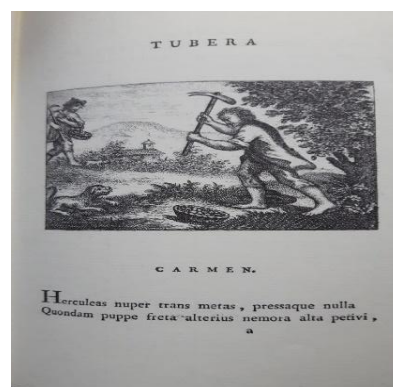 TUBERA
CARMEN.
Herculeas nuper trans metas, pressaque nulla
Quondam puppe freta alterius nemora alta petivi,
a